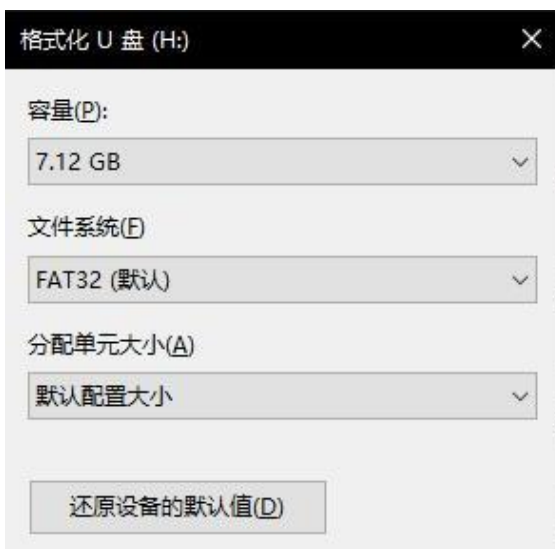 格式化 U 盘 (H:)
容量(P):
7.12 GB
文件系统(F)
FAT32 (默认)
分配单元大小(A)
默认配置大小
还原设备的默认值(D)